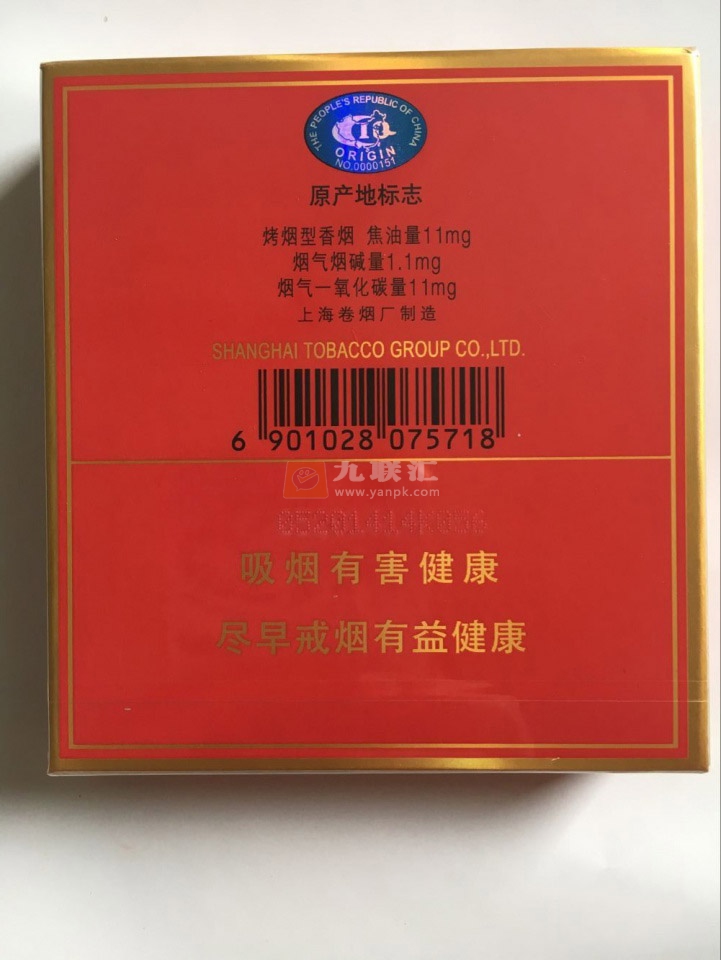 THE PEOPLE'S REPUBLIC OF CHINA
CIO
ORIGIN
NO.0000151
原产地标志
烤烟型香烟 焦油量11mg
烟气烟碱量1.1mg
烟气一氧化碳量11mg
上海卷烟厂制造
SHANGHAI TOBACCO GROUP CO.,LTD.
6 901028 075718
九联汇
www.yanpk.com
吸烟有害健康
尽早戒烟有益健康